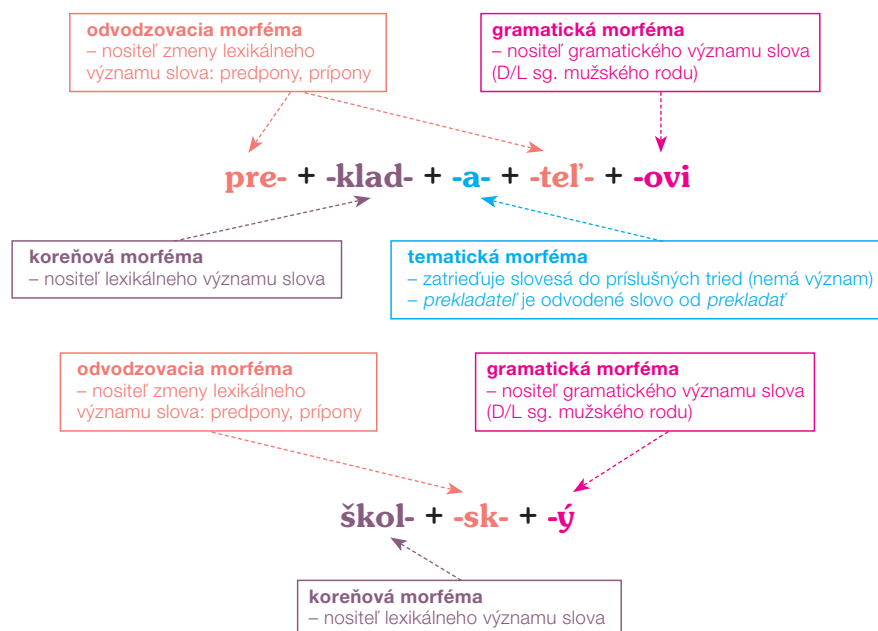 odvodzovacia morféma
– nositeľ zmeny lexikálneho
významu slova: predpony, prípony
gramatická morféma
– nositeľ gramatického významu slova
(D/L sg. mužského rodu)
pre- + -klad- + -a- + -teľ- + -ovi
koreňová morféma
– nositeľ lexikálneho významu slova
tematická morféma
– zatrieďuje slovesá do príslušných tried (nemá význam)
– prekladateľ je odvodené slovo od prekladať
odvodzovacia morféma
– nositeľ zmeny lexikálneho
významu slova: predpony, prípony
gramatická morféma
– nositeľ gramatického významu slova
(D/L sg. mužského rodu)
škol- + -sk- + -ý
koreňová morféma
– nositeľ lexikálneho významu slova